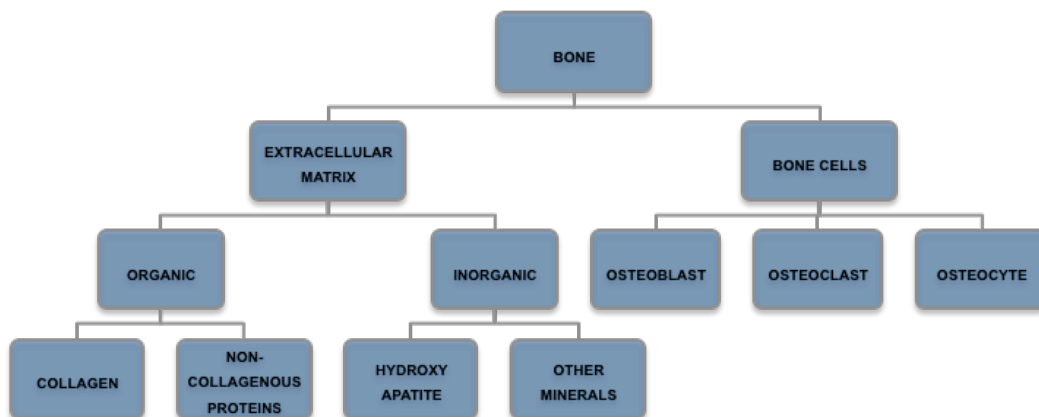 BONE
EXTRACELLULAR
MATRIX
BONE CELLS
ORGANIC
INORGANIC
OSTEOBLAST
OSTEOCLAST
OSTEOCYTE
COLLAGEN
NON-
COLLAGENOUS
PROTEINS
HYDROXY
APATITE
OTHER
MINERALS